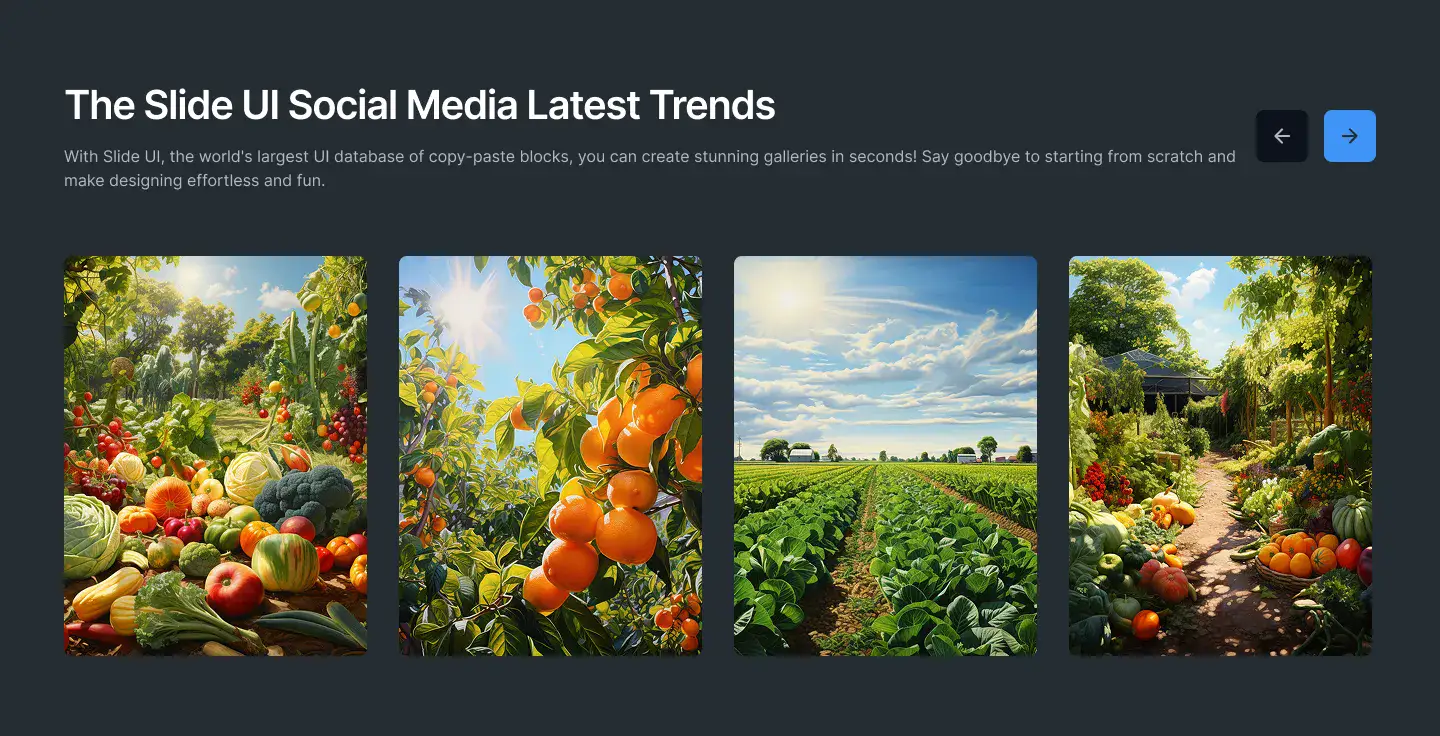 The Slide UI Social Media Latest Trends
With Slide UI, the world's largest UI database of copy-paste blocks, you can create stunning galleries in seconds! Say goodbye to starting from scratch and
make designing effortless and fun.